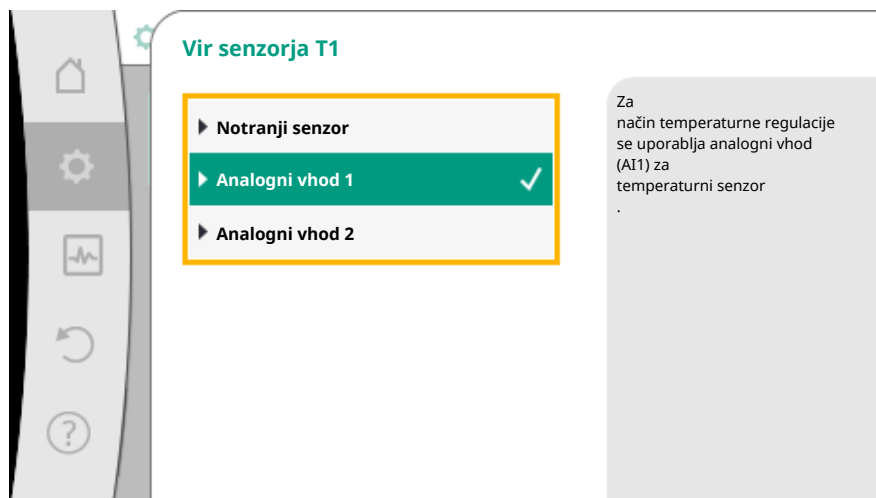 Vir senzorja T1
Notranji senzor
Analogni vhod 1
Analogni vhod 2
Za
način temperaturne regulacije
se uporablja analogni vhod
(AI1) za
temperaturni senzor
.
?